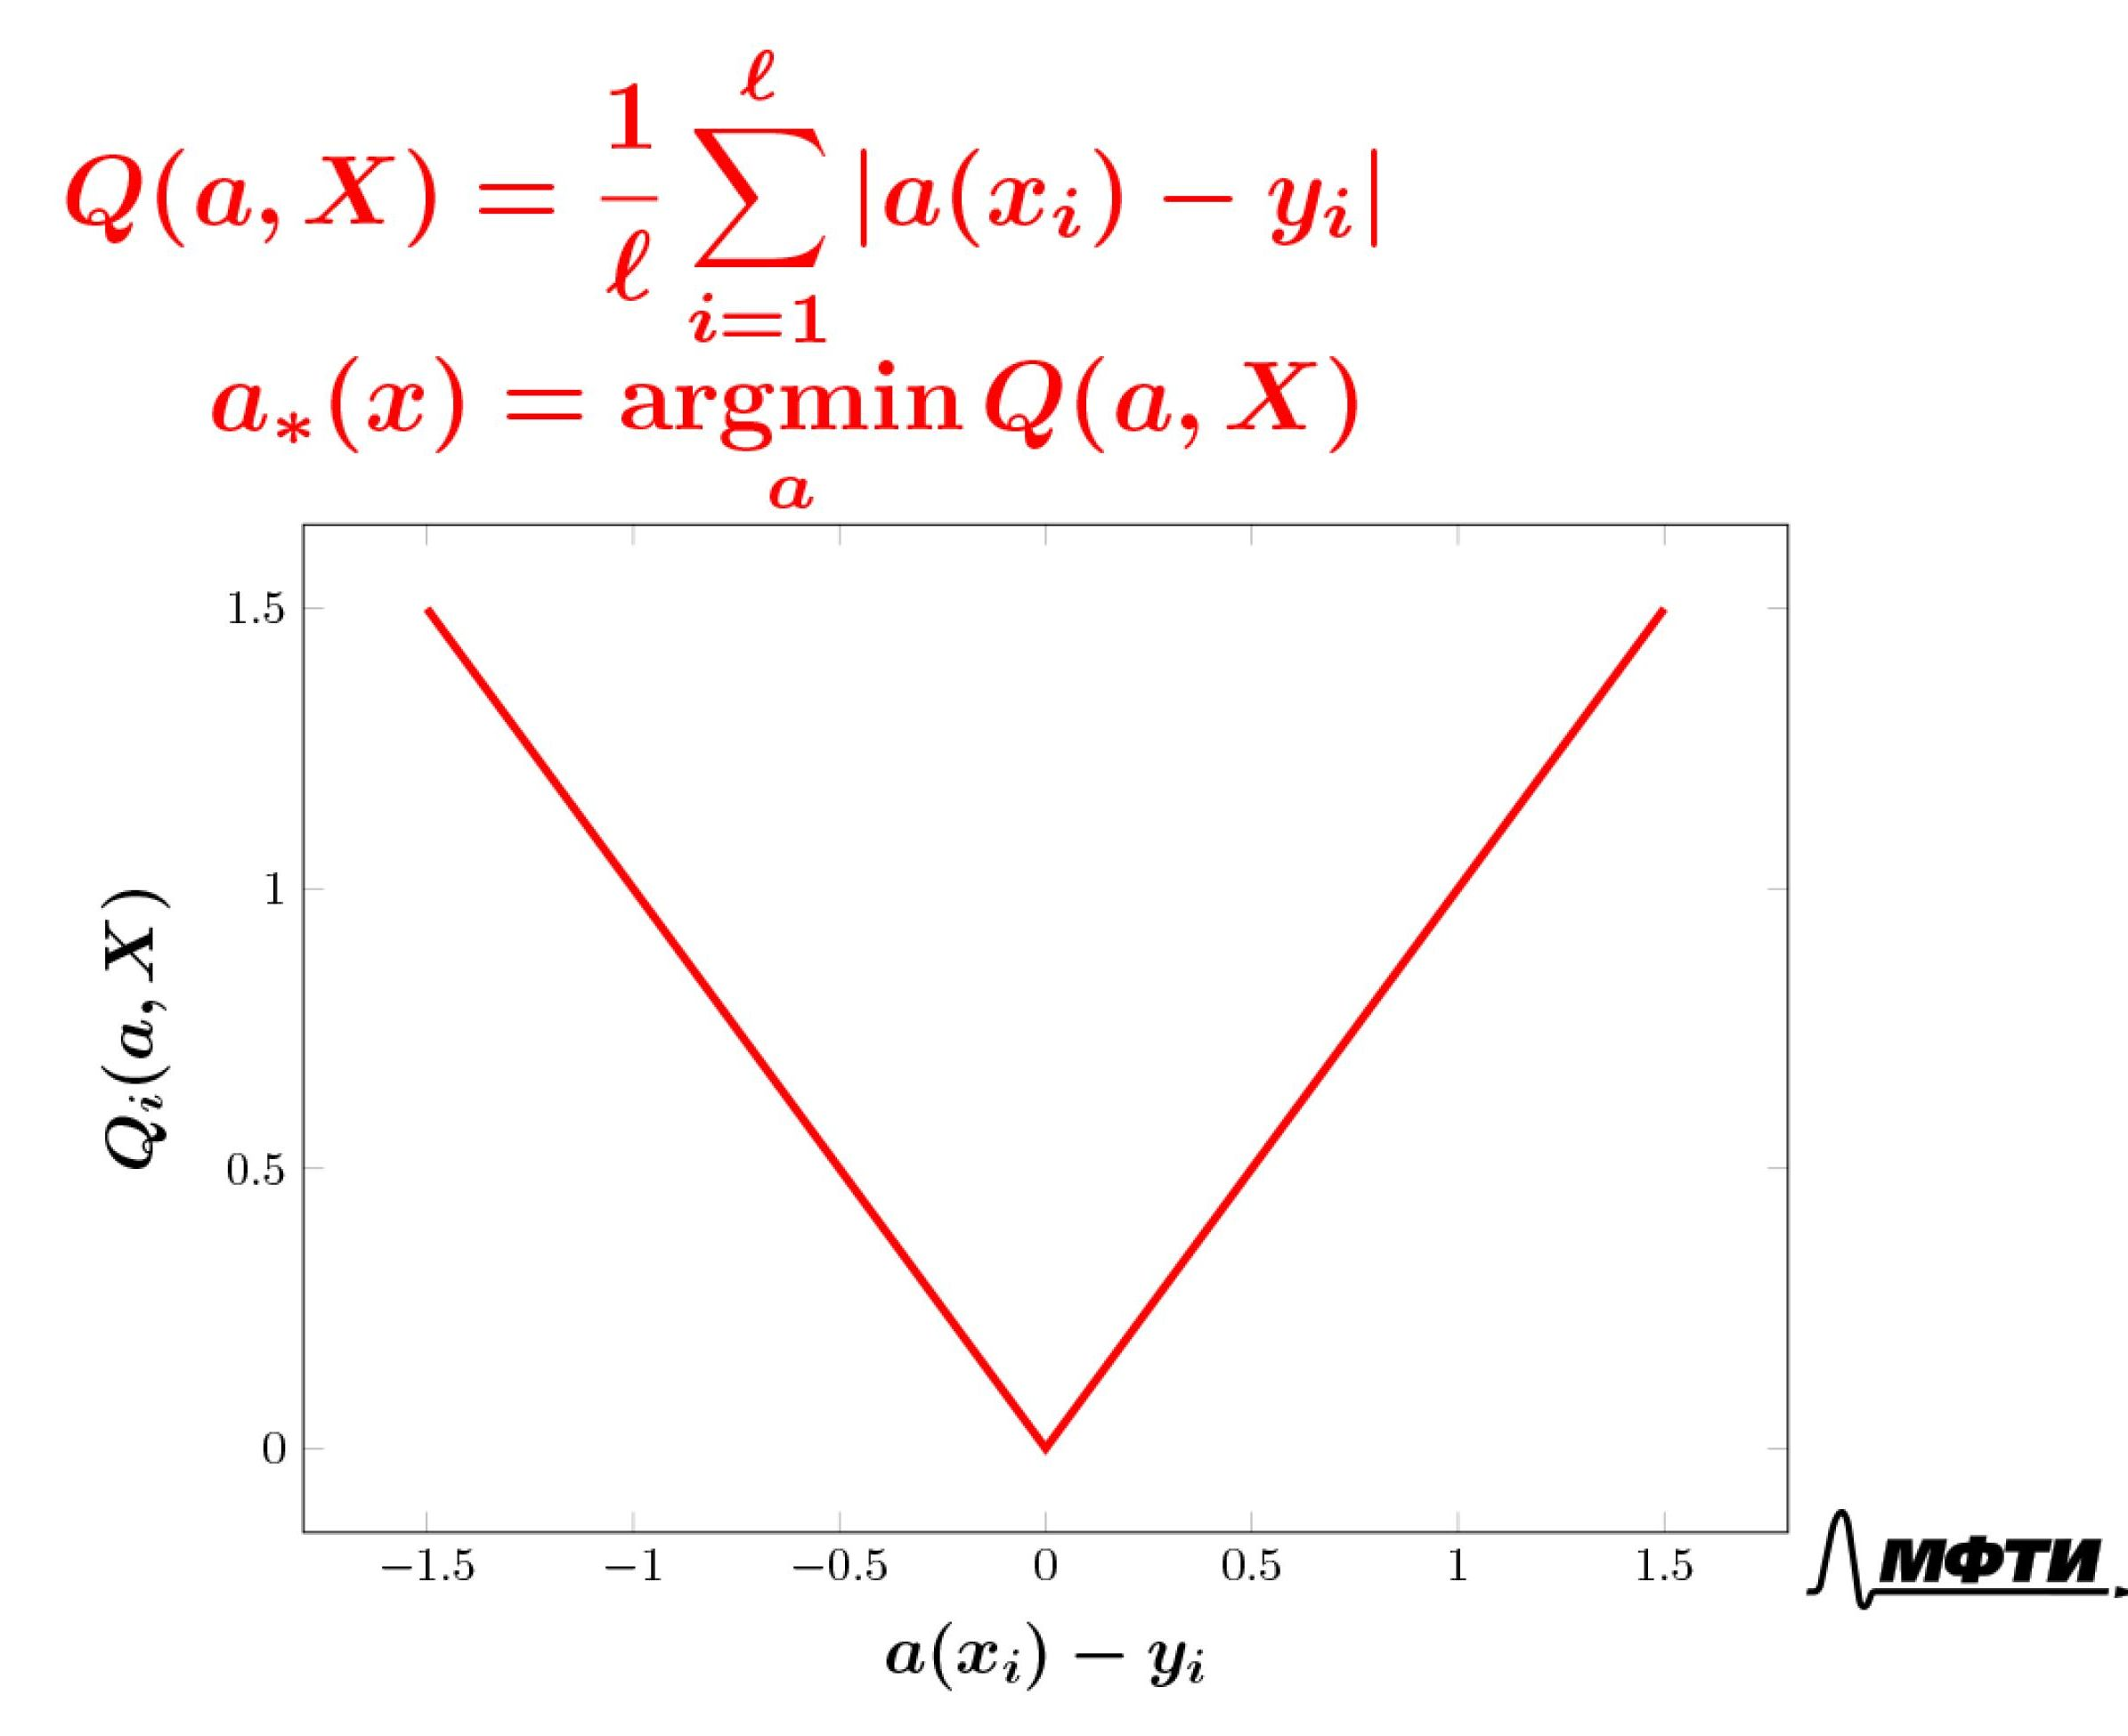 Q(a, X) = 1/ℓ ∑_{i=1}^{ℓ} |a(x_i) − y_i|
a_*(x) = argmin_a Q(a, X)
1.5
1
0.5
0
Q_i(a, X)
−1.5 −1 −0.5 0 0.5 1 1.5
a(x_i) − y_i
МФТИ